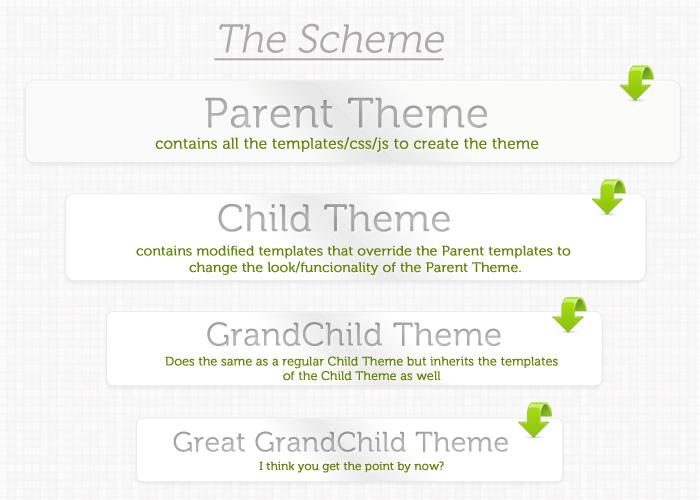 The Scheme
Parent Theme
contains all the templates/css/js to create the theme
Child Theme
contains modified templates that override the Parent templates to
change the look/funcionality of the Parent Theme.
GrandChild Theme
Does the same as a regular Child Theme but inherits the templates
of the Child Theme as well
Great GrandChild Theme
I think you get the point by now?